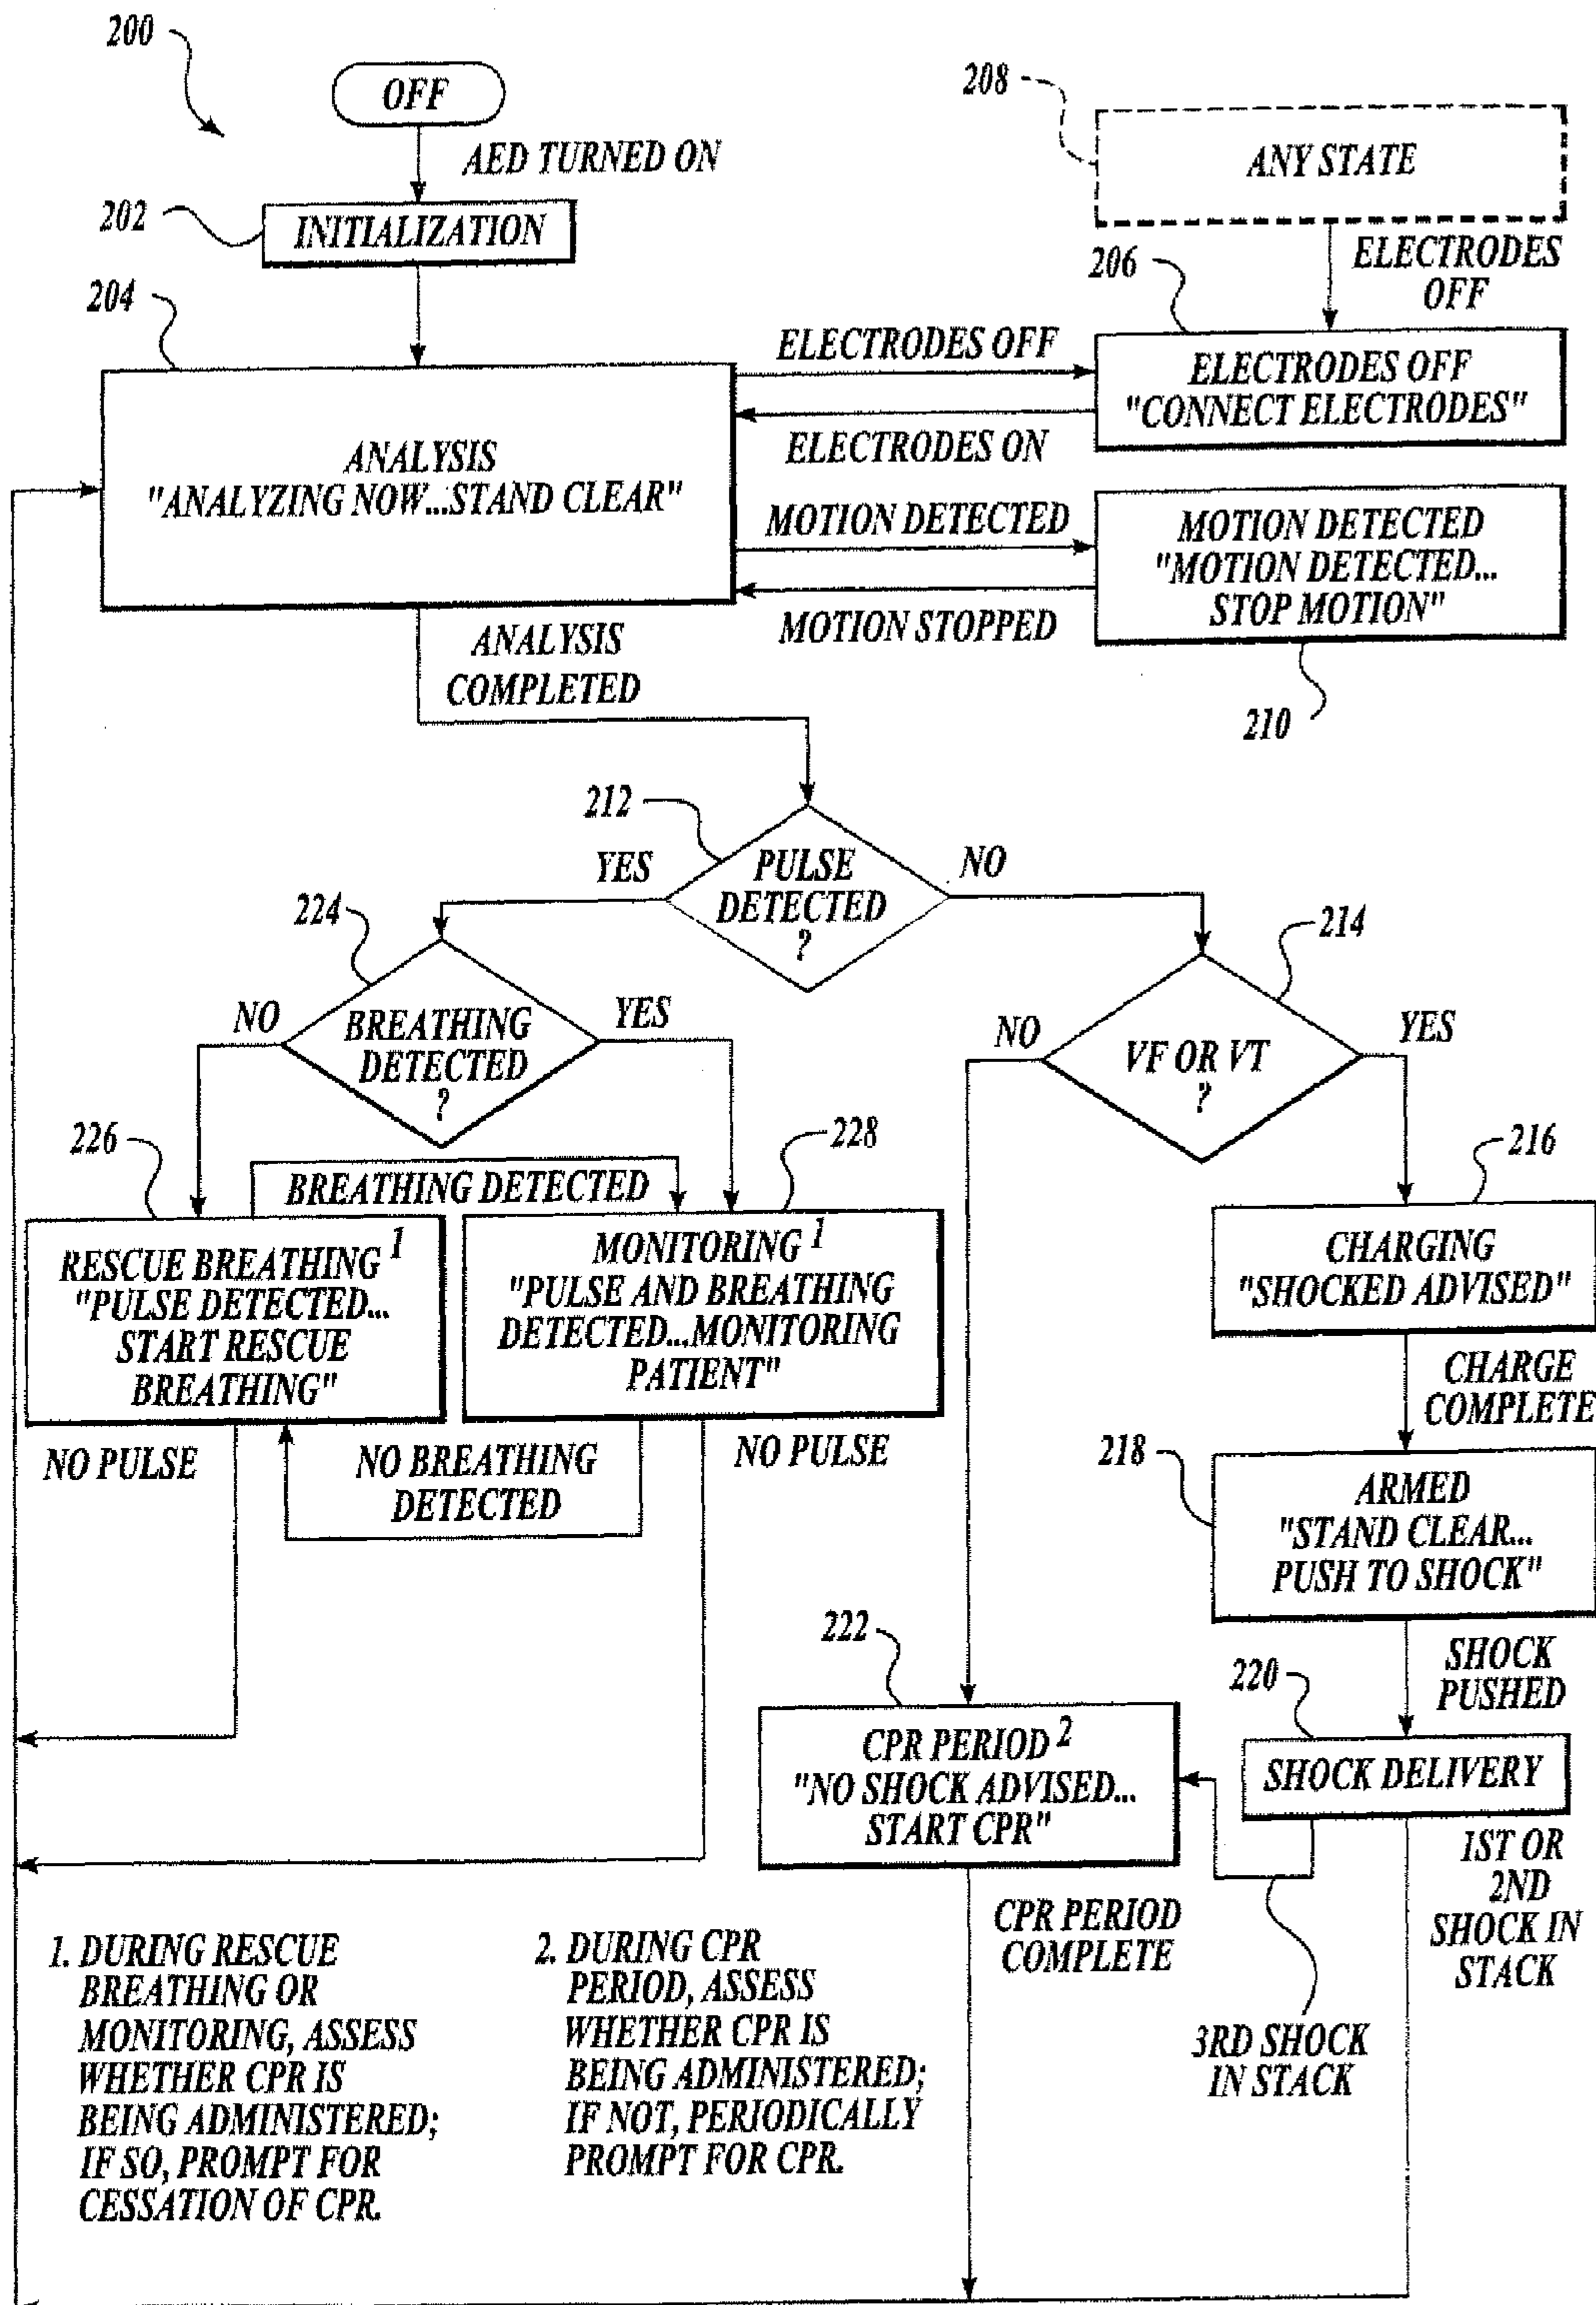 200
OFF
AED TURNED ON
202
INITIALIZATION
208
ANY STATE
ELECTRODES
OFF
204
206
ELECTRODES OFF
ELECTRODES OFF
"CONNECT ELECTRODES"
ELECTRODES ON
ANALYSIS
"ANALYZING NOW...STAND CLEAR"
MOTION DETECTED
MOTION DETECTED
"MOTION DETECTED...
STOP MOTION"
MOTION STOPPED
210
ANALYSIS
COMPLETED
212
PULSE
DETECTED
?
YES
NO
224
BREATHING
DETECTED
?
NO
YES
214
VF OR VT
?
NO
YES
226
BREATHING DETECTED
228
216
RESCUE BREATHING 1
"PULSE DETECTED...
START RESCUE
BREATHING"
MONITORING 1
"PULSE AND BREATHING
DETECTED...MONITORING
PATIENT"
CHARGING
"SHOCKED ADVISED"
CHARGE
COMPLETE
NO PULSE
NO BREATHING
DETECTED
NO PULSE
218
ARMED
"STAND CLEAR...
PUSH TO SHOCK"
SHOCK
PUSHED
222
220
CPR PERIOD 2
"NO SHOCK ADVISED...
START CPR"
SHOCK DELIVERY
1ST OR
2ND
SHOCK IN
STACK
CPR PERIOD
COMPLETE
3RD SHOCK
IN STACK
1. DURING RESCUE
BREATHING OR
MONITORING, ASSESS
WHETHER CPR IS
BEING ADMINISTERED;
IF SO, PROMPT FOR
CESSATION OF CPR.
2. DURING CPR
PERIOD, ASSESS
WHETHER CPR IS
BEING ADMINISTERED;
IF NOT, PERIODICALLY
PROMPT FOR CPR.